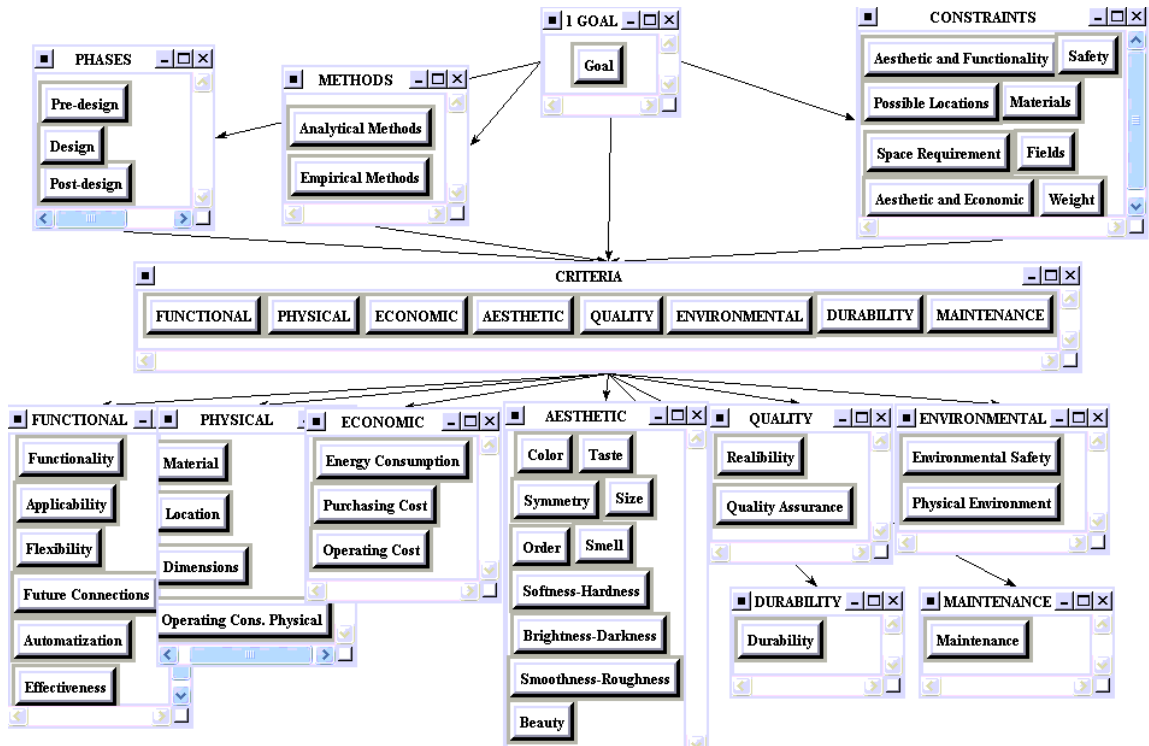 1 GOAL
Goal
PHASES
Pre-design
Design
Post-design
METHODS
Analytical Methods
Empirical Methods
CONSTRAINTS
Aesthetic and Functionality
Safety
Possible Locations
Materials
Space Requirement
Fields
Aesthetic and Economic
Weight
CRITERIA
FUNCTIONAL
PHYSICAL
ECONOMIC
AESTHETIC
QUALITY
ENVIRONMENTAL
DURABILITY
MAINTENANCE
FUNCTIONAL
Functionality
Applicability
Flexibility
Future Connections
Automatization
Effectiveness
PHYSICAL
Material
Location
Dimensions
Operating Cons. Physical
ECONOMIC
Energy Consumption
Purchasing Cost
Operating Cost
AESTHETIC
Color
Taste
Symmetry
Size
Order
Smell
Softness-Hardness
Brightness-Darkness
Smoothness-Roughness
Beauty
QUALITY
Realibility
Quality Assurance
ENVIRONMENTAL
Environmental Safety
Physical Environment
DURABILITY
Durability
MAINTENANCE
Maintenance